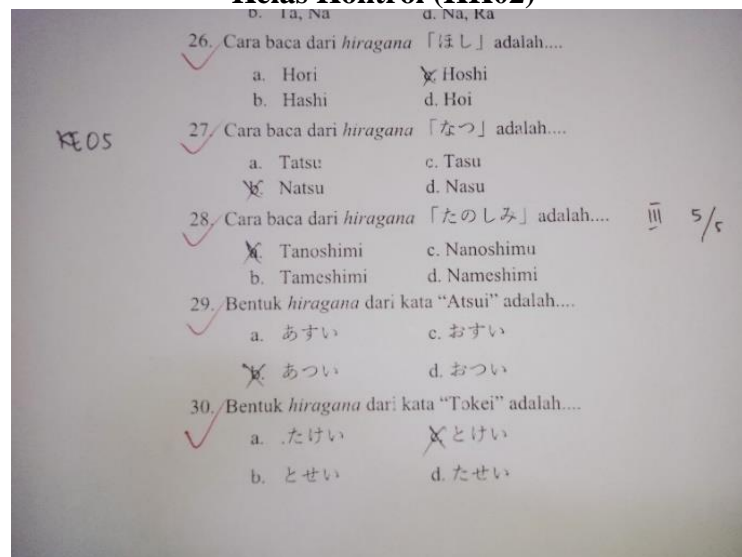 b. Ta, Na d. Na, Ka
26. Cara baca dari hiragana 「ほし」 adalah....
a. Hori c. Hoshi
b. Hashi d. Hoi
KE05
27. Cara baca dari hiragana 「なつ」 adalah....
a. Tatsu c. Tasu
b. Natsu d. Nasu
28. Cara baca dari hiragana 「たのしみ」 adalah.... III 5/5
a. Tanoshimi c. Nanoshimu
b. Tameshimi d. Nameshimi
29. Bentuk hiragana dari kata “Atsui” adalah....
a. あすい c. おすい
b. あつい d. おつい
30. Bentuk hiragana dari kata “Tokei” adalah....
a. .たけい c. とけい
b. とせい d. たせい